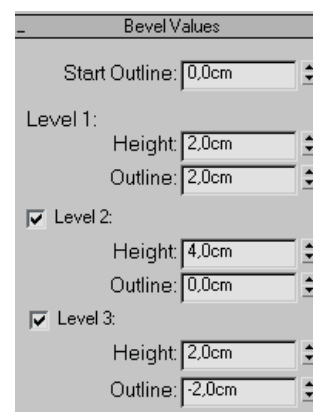 - Bevel Values
Start Outline: 0,0cm
Level 1:
Height: 2,0cm
Outline: 2,0cm
Level 2:
Height: 4,0cm
Outline: 0,0cm
Level 3:
Height: 2,0cm
Outline: -2,0cm